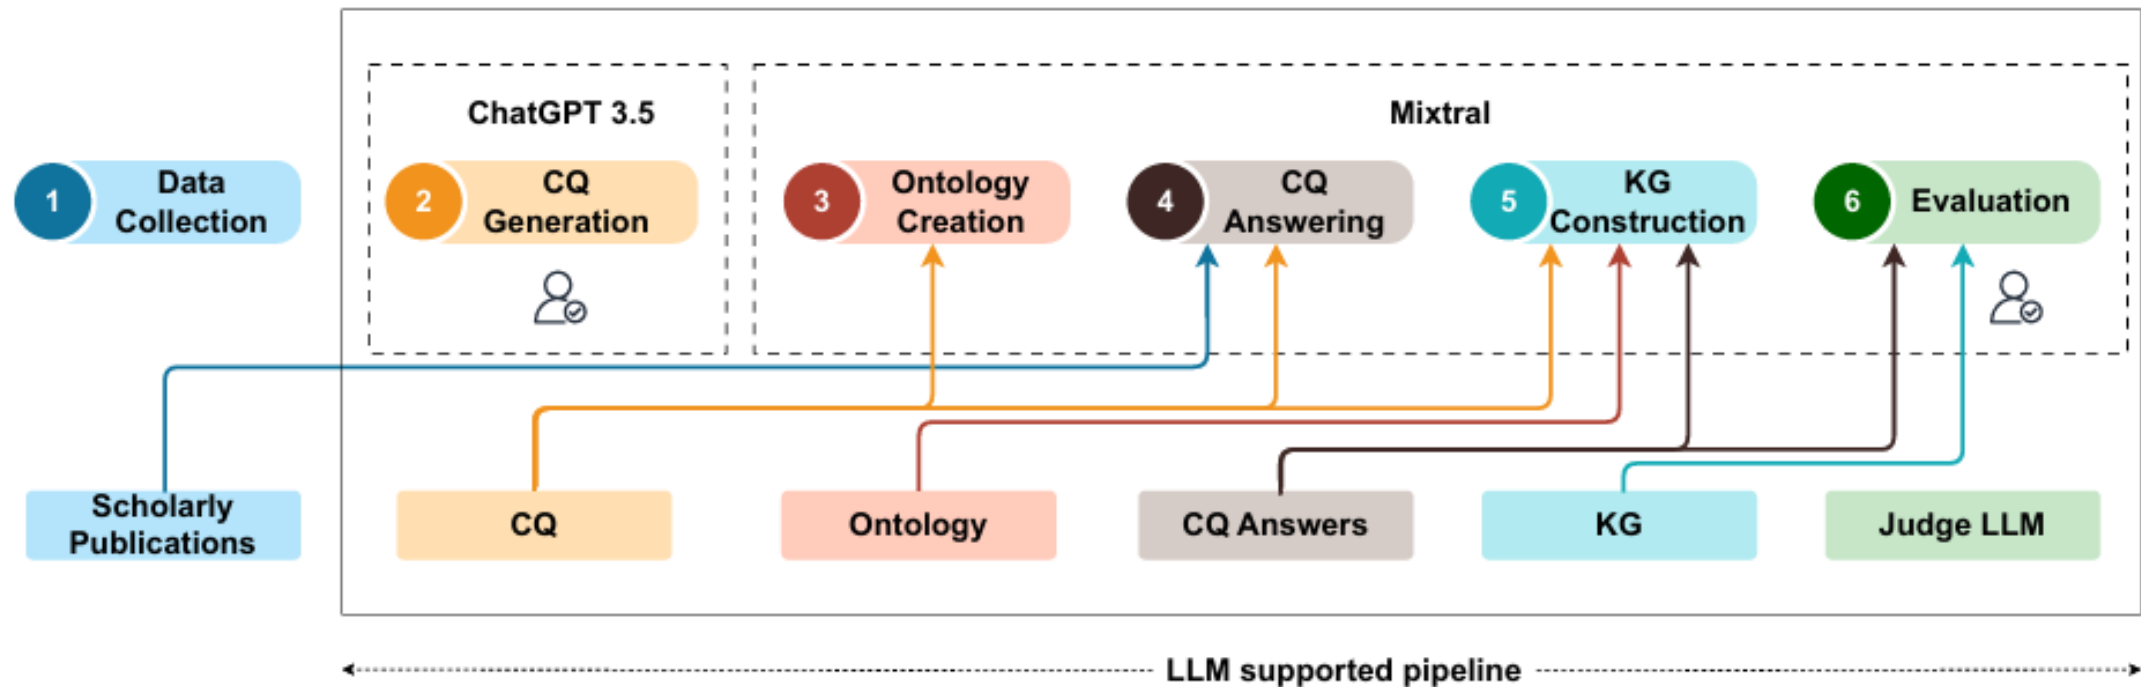 ChatGPT 3.5
Mixtral
1
Data
Collection
2
CQ
Generation
3
Ontology
Creation
4
CQ
Answering
5
KG
Construction
6
Evaluation
Scholarly
Publications
CQ
Ontology
CQ Answers
KG
Judge LLM
LLM supported pipeline